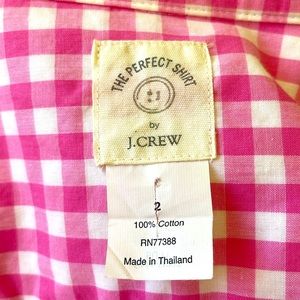 THE PERFECT SHIRT
by
J.CREW
2
100% Cotton
RN77388
Made in Thailand